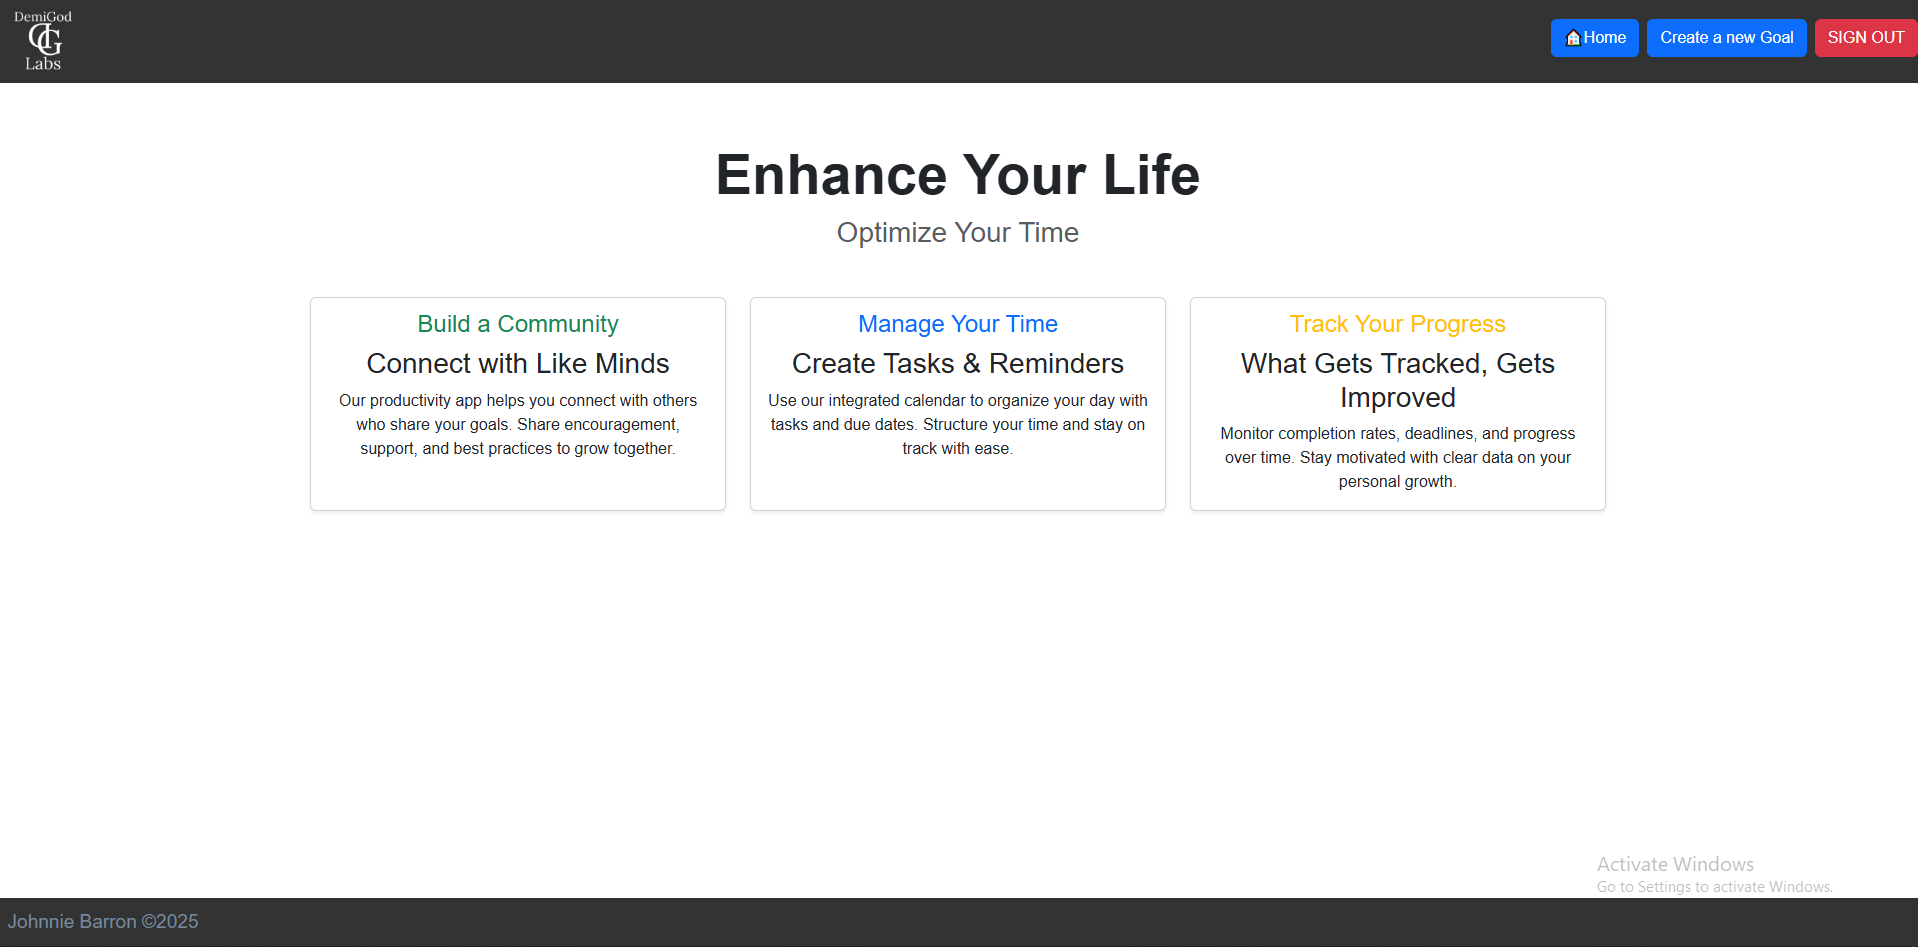 DemiGod
DG
Labs
Home
Create a new Goal
SIGN OUT
Enhance Your Life
Optimize Your Time
Build a Community
Connect with Like Minds
Our productivity app helps you connect with others
who share your goals. Share encouragement,
support, and best practices to grow together.
Manage Your Time
Create Tasks & Reminders
Use our integrated calendar to organize your day with
tasks and due dates. Structure your time and stay on
track with ease.
Track Your Progress
What Gets Tracked, Gets
Improved
Monitor completion rates, deadlines, and progress
over time. Stay motivated with clear data on your
personal growth.
Activate Windows
Go to Settings to activate Windows.
Johnnie Barron ©2025